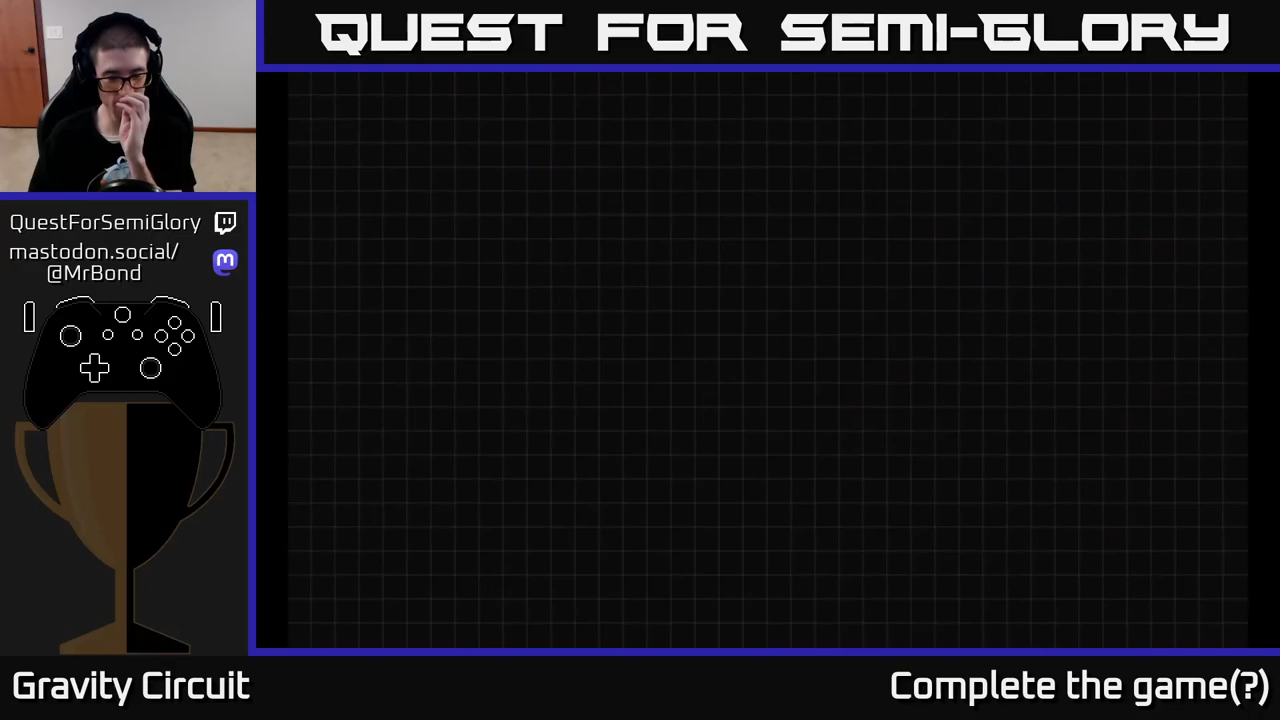 QUEST FOR SEMI-GLORY
QuestForSemiGlory
mastodon.social/
@MrBond
Gravity Circuit
Complete the game(?)